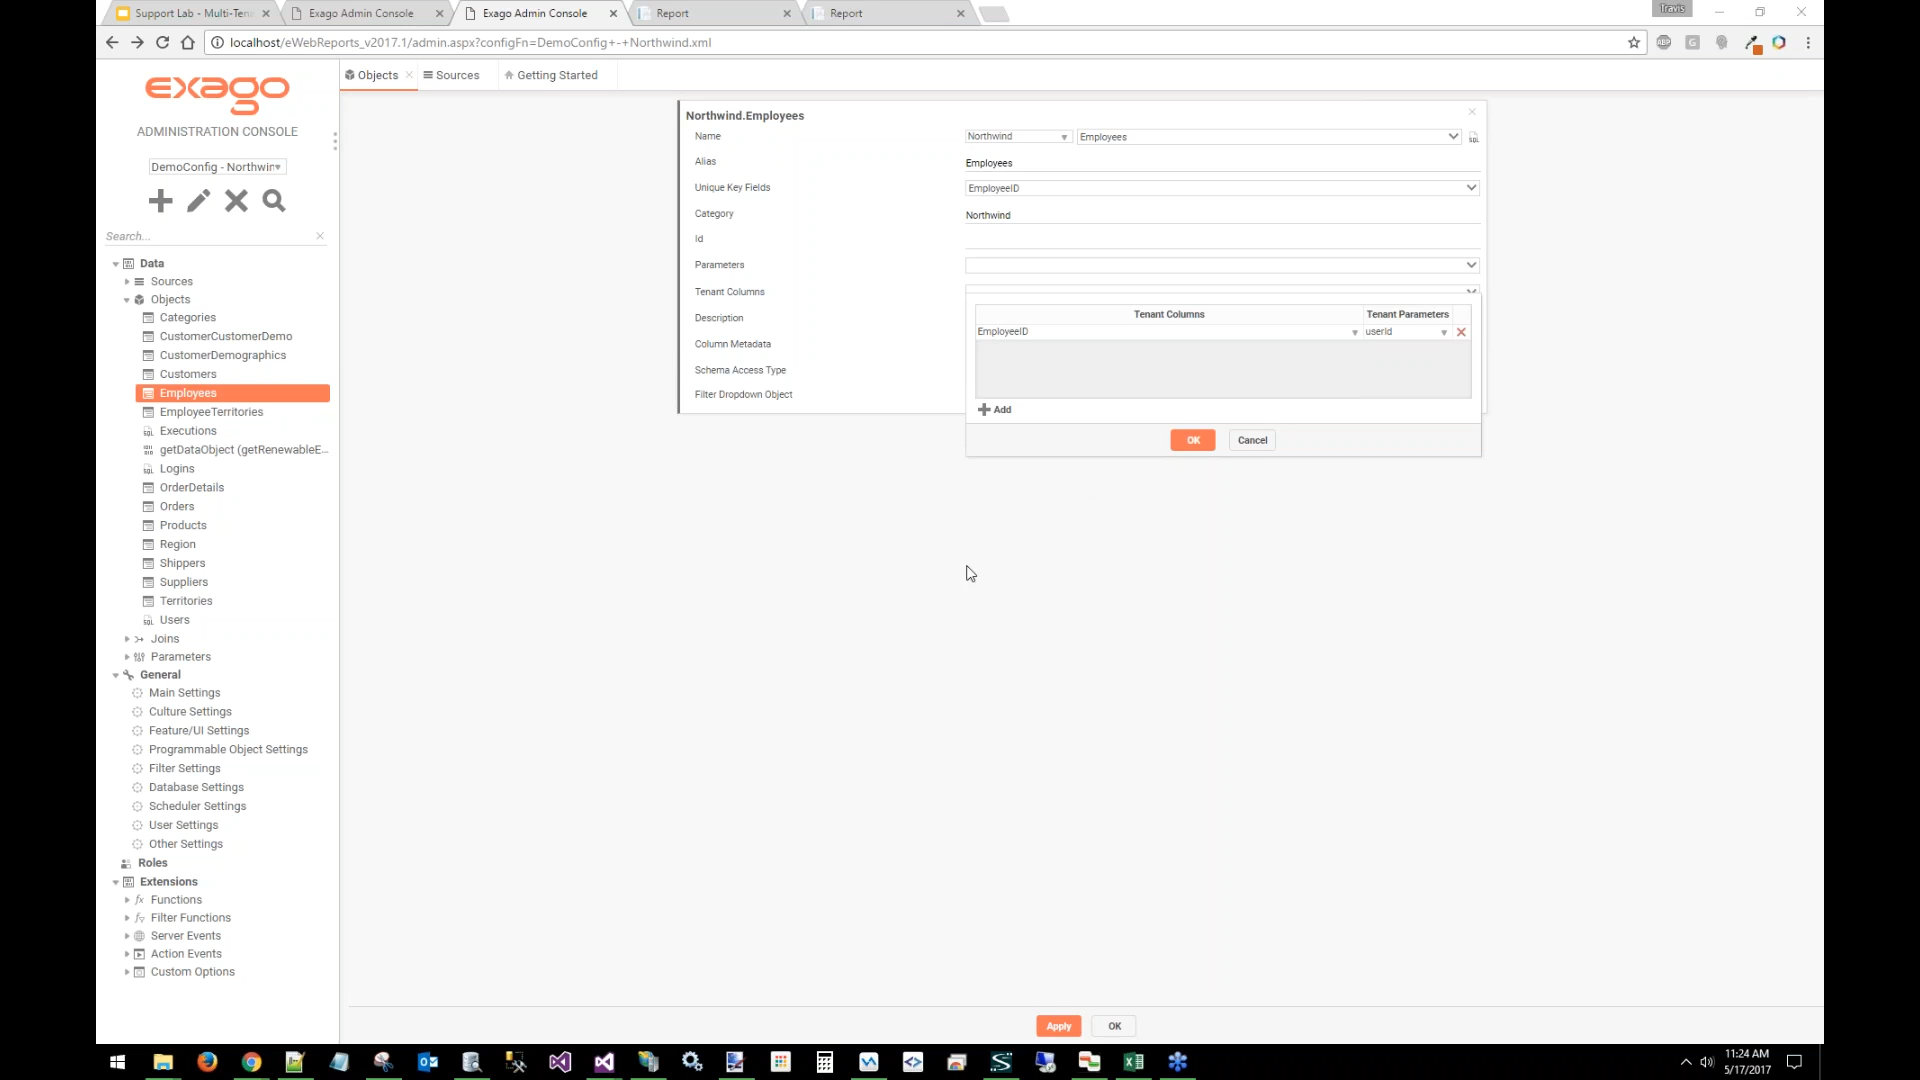 Support Lab - Multi-Ten
Exago Admin Console
Exago Admin Console
Report
Report
Travis
localhost/eWebReports_v2017.1/admin.aspx?configFn=DemoConfig+-+Northwind.xml
exago
ADMINISTRATION CONSOLE
DemoConfig - Northwin
Search...
Data
Sources
Objects
Categories
CustomerCustomerDemo
CustomerDemographics
Customers
Employees
EmployeeTerritories
Executions
getDataObject (getRenewableE...
Logins
OrderDetails
Orders
Products
Region
Shippers
Suppliers
Territories
Users
Joins
Parameters
General
Main Settings
Culture Settings
Feature/UI Settings
Programmable Object Settings
Filter Settings
Database Settings
Scheduler Settings
User Settings
Other Settings
Roles
Extensions
Functions
Filter Functions
Server Events
Action Events
Custom Options
Objects
Sources
Getting Started
Northwind.Employees
Name
Northwind
Employees
Alias
Employees
Unique Key Fields
EmployeeID
Category
Northwind
Id
Parameters
Tenant Columns
Description
Column Metadata
Schema Access Type
Filter Dropdown Object
Tenant Columns
Tenant Parameters
EmployeeID
userId
Add
OK
Cancel
Apply
OK
11:24 AM
5/17/2017